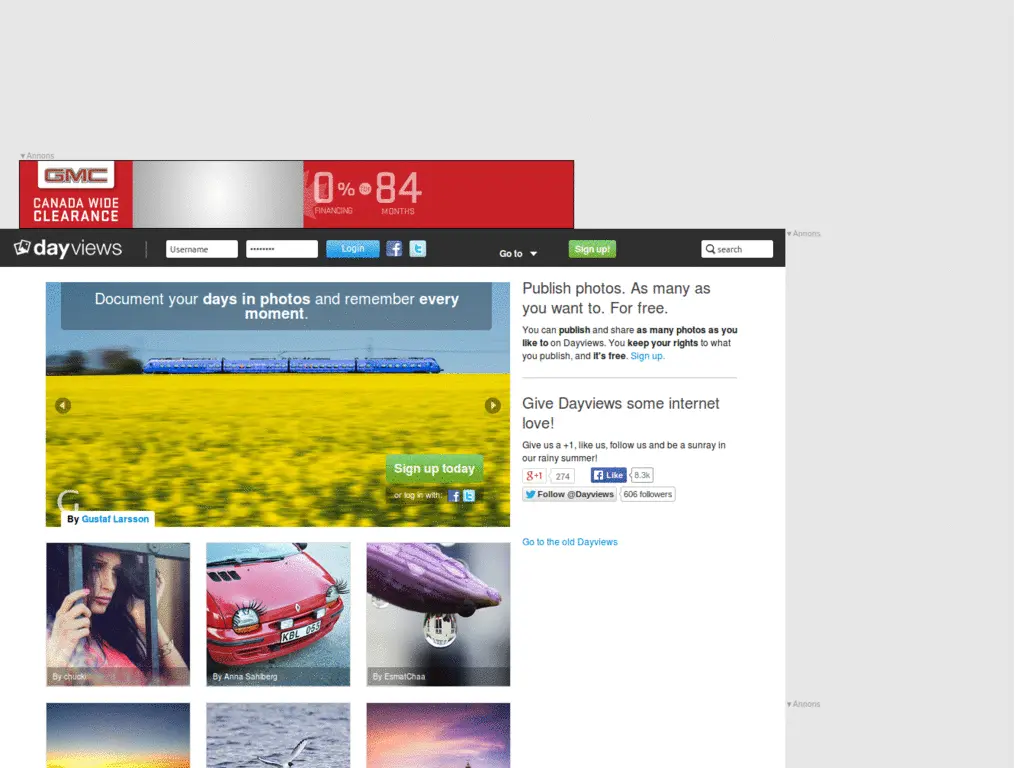 ▼Annons
GMC
CANADA WIDE
CLEARANCE
0% FOR 84
FINANCING
MONTHS
▼Annons
dayviews
Username
••••••••
Login
Go to ▼
Sign up!
search
Document your days in photos and remember every
moment.
Sign up today
or log in with:
By Gustaf Larsson
Publish photos. As many as
you want to. For free.
You can publish and share as many photos as you
like to on Dayviews. You keep your rights to what
you publish, and it's free. Sign up.
Give Dayviews some internet
love!
Give us a +1, like us, follow us and be a sunray in
our rainy summer!
g+1
274
Like
8.3k
Follow @Dayviews
606 followers
Go to the old Dayviews
KBL 053
By Anna Sahlberg
By EsmatChaa
▼Annons